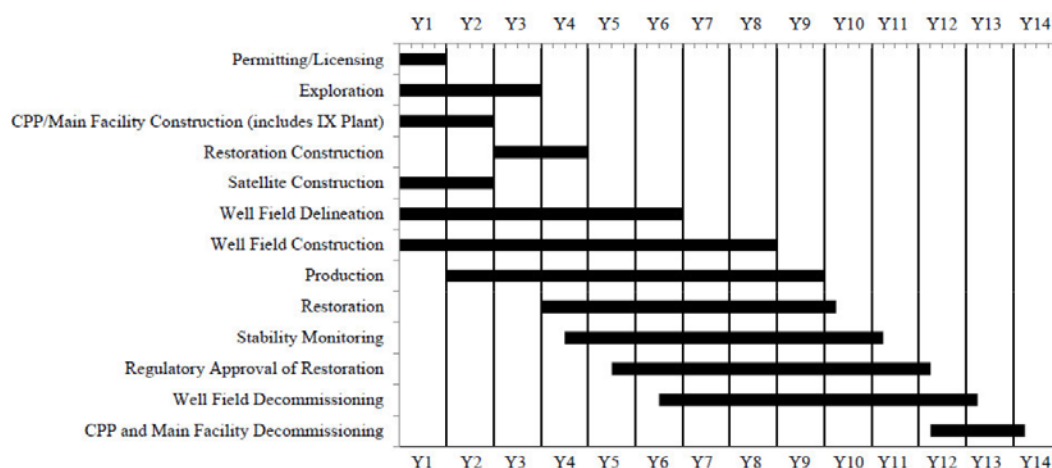 Y1 Y2 Y3 Y4 Y5 Y6 Y7 Y8 Y9 Y10 Y11 Y12 Y13 Y14
Permitting/Licensing
Exploration
CPP/Main Facility Construction (includes IX Plant)
Restoration Construction
Satellite Construction
Well Field Delineation
Well Field Construction
Production
Restoration
Stability Monitoring
Regulatory Approval of Restoration
Well Field Decommissioning
CPP and Main Facility Decommissioning
Y1 Y2 Y3 Y4 Y5 Y6 Y7 Y8 Y9 Y10 Y11 Y12 Y13 Y14